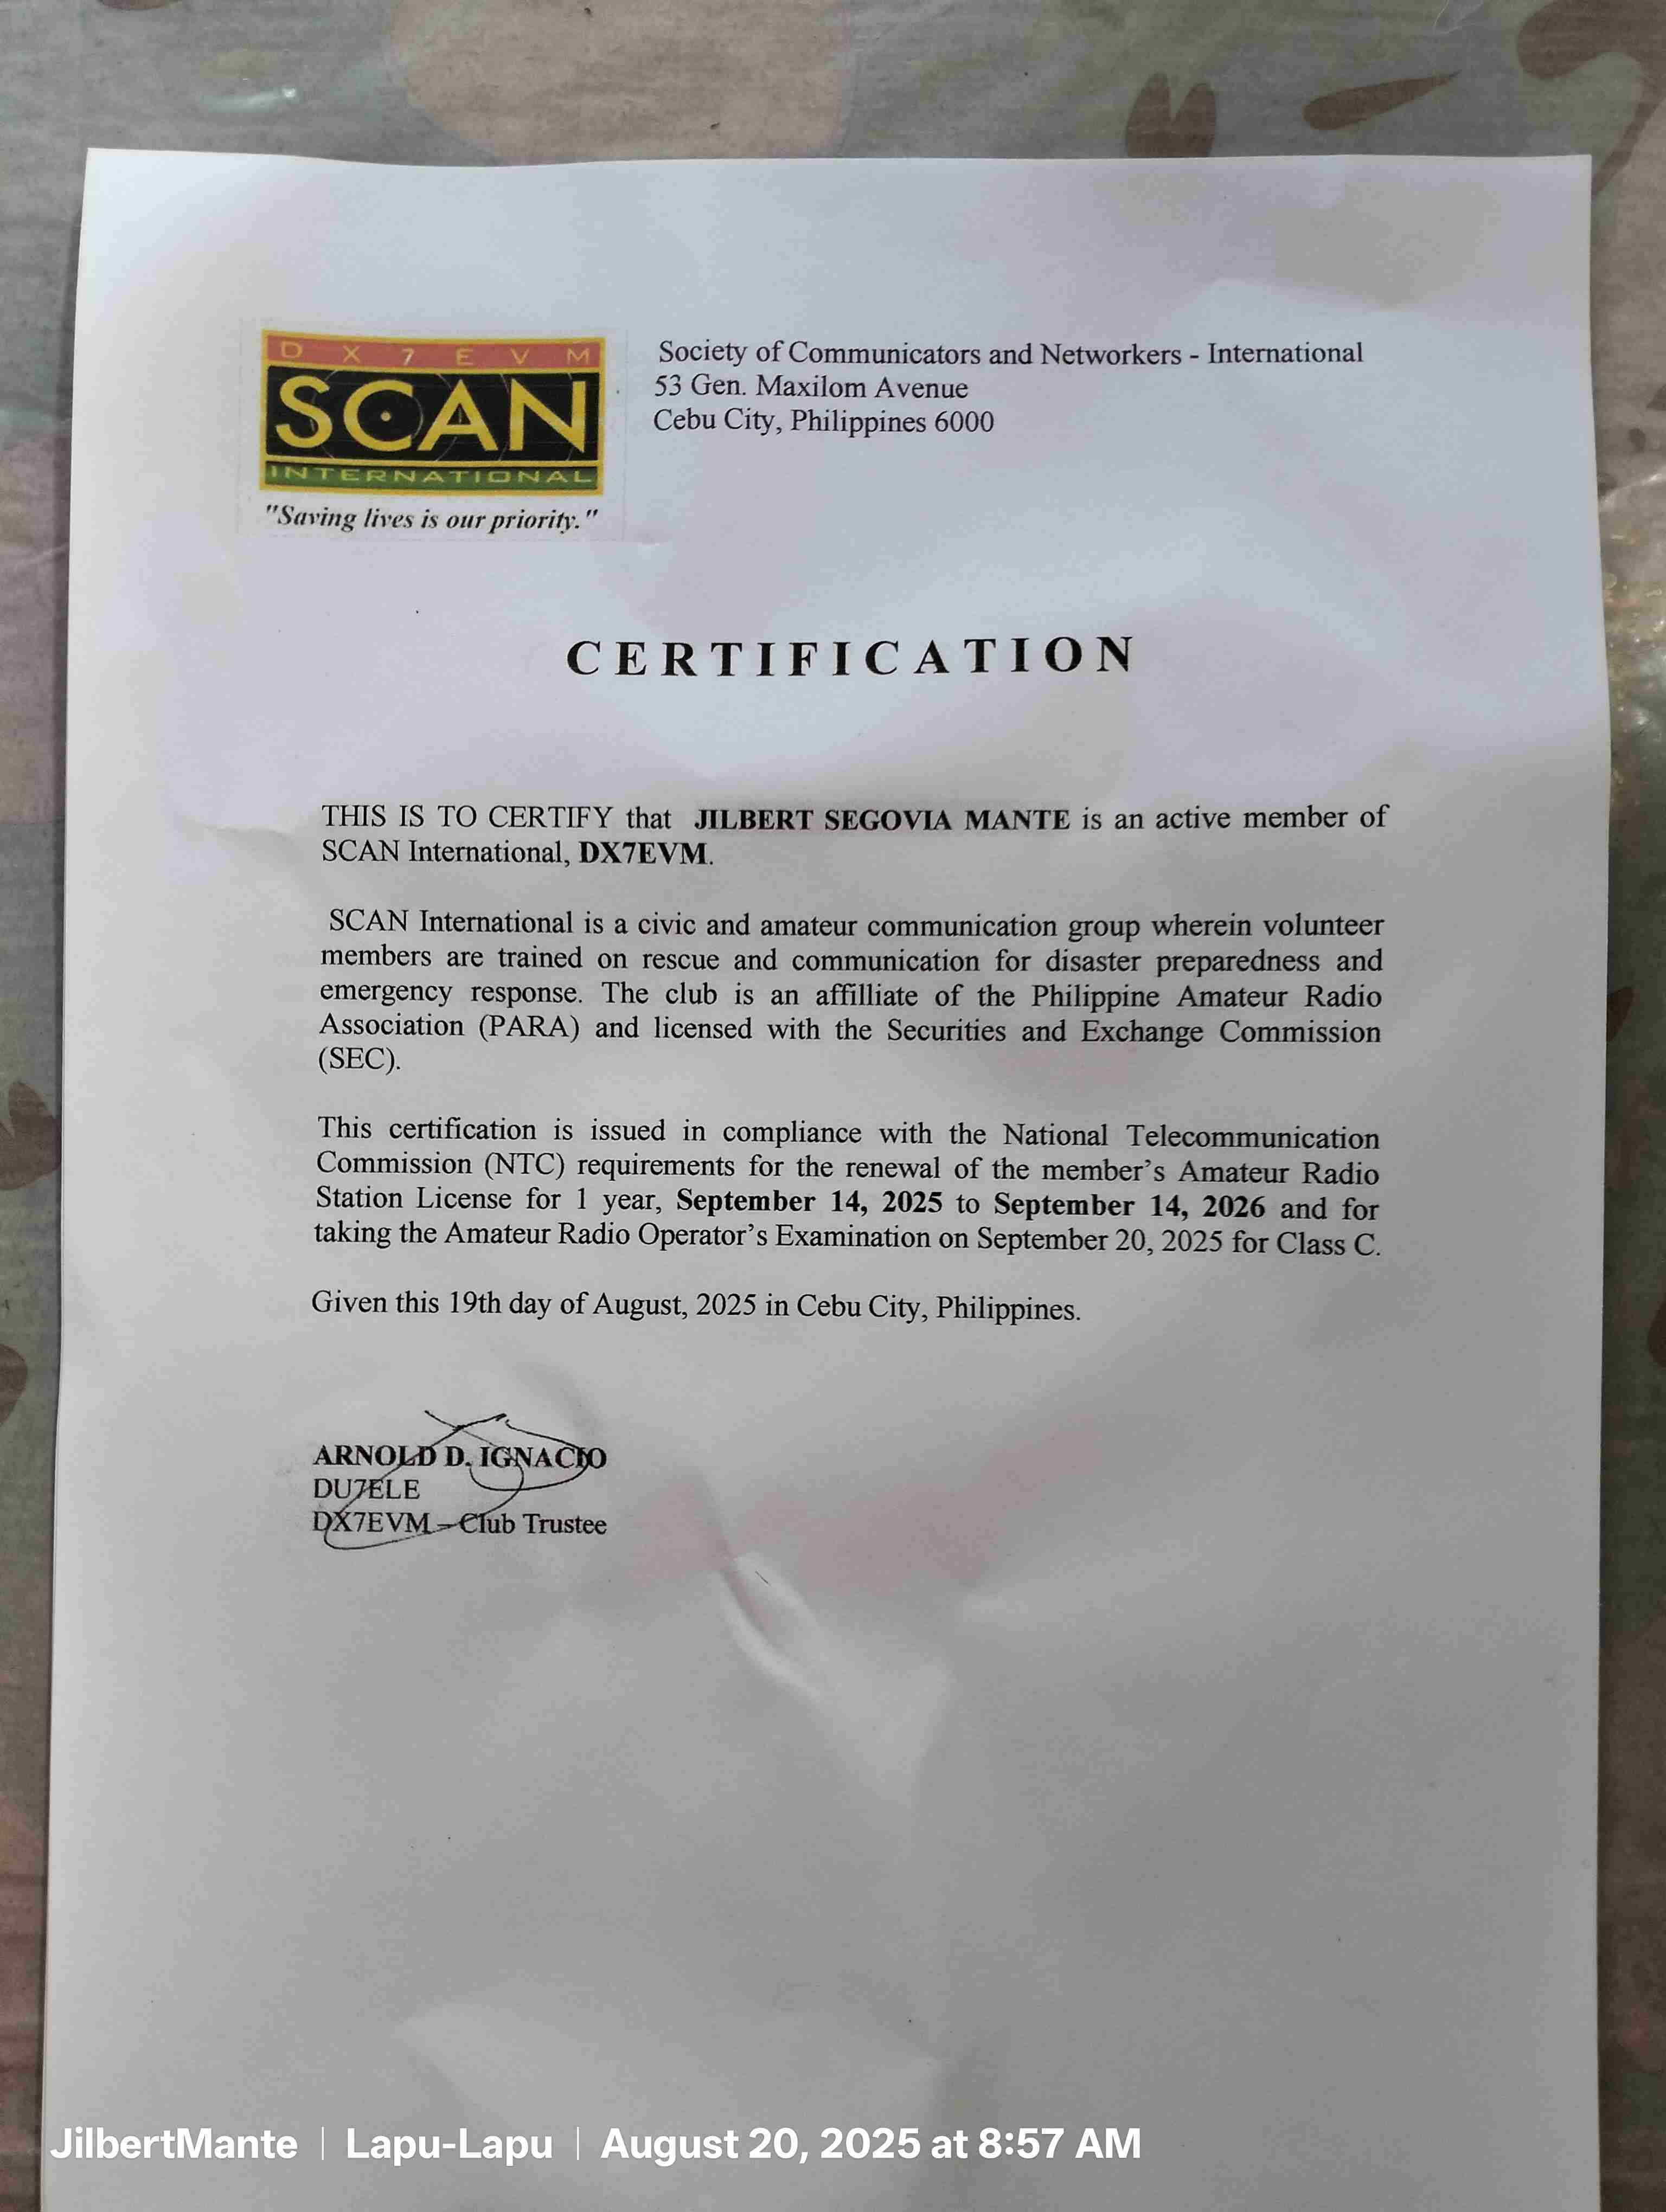 D X 7 E V M
SCAN
INTERNATIONAL
"Saving lives is our priority."
Society of Communicators and Networkers - International
53 Gen. Maxilom Avenue
Cebu City, Philippines 6000
CERTIFICATION
THIS IS TO CERTIFY that JILBERT SEGOVIA MANTE is an active member of
SCAN International, DX7EVM.
SCAN International is a civic and amateur communication group wherein volunteer
members are trained on rescue and communication for disaster preparedness and
emergency response. The club is an affilliate of the Philippine Amateur Radio
Association (PARA) and licensed with the Securities and Exchange Commission
(SEC).
This certification is issued in compliance with the National Telecommunication
Commission (NTC) requirements for the renewal of the member's Amateur Radio
Station License for 1 year, September 14, 2025 to September 14, 2026 and for
taking the Amateur Radio Operator's Examination on September 20, 2025 for Class C.
Given this 19th day of August, 2025 in Cebu City, Philippines.
ARNOLD D. IGNACIO
DU7ELE
DX7EVM – Club Trustee
JilbertMante | Lapu-Lapu | August 20, 2025 at 8:57 AM